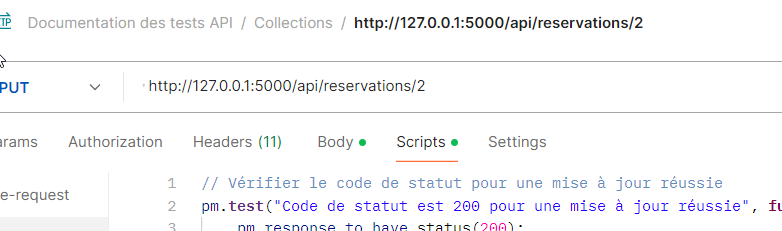 Documentation des tests API / Collections / http://127.0.0.1:5000/api/reservations/2
PUT http://127.0.0.1:5000/api/reservations/2
Authorization Headers (11) Body Scripts Settings
1 // Vérifier le code de statut pour une mise à jour réussie
2 pm.test("Code de statut est 200 pour une mise à jour réussie", fu
3 pm.response.to.have.status(200);
e-request